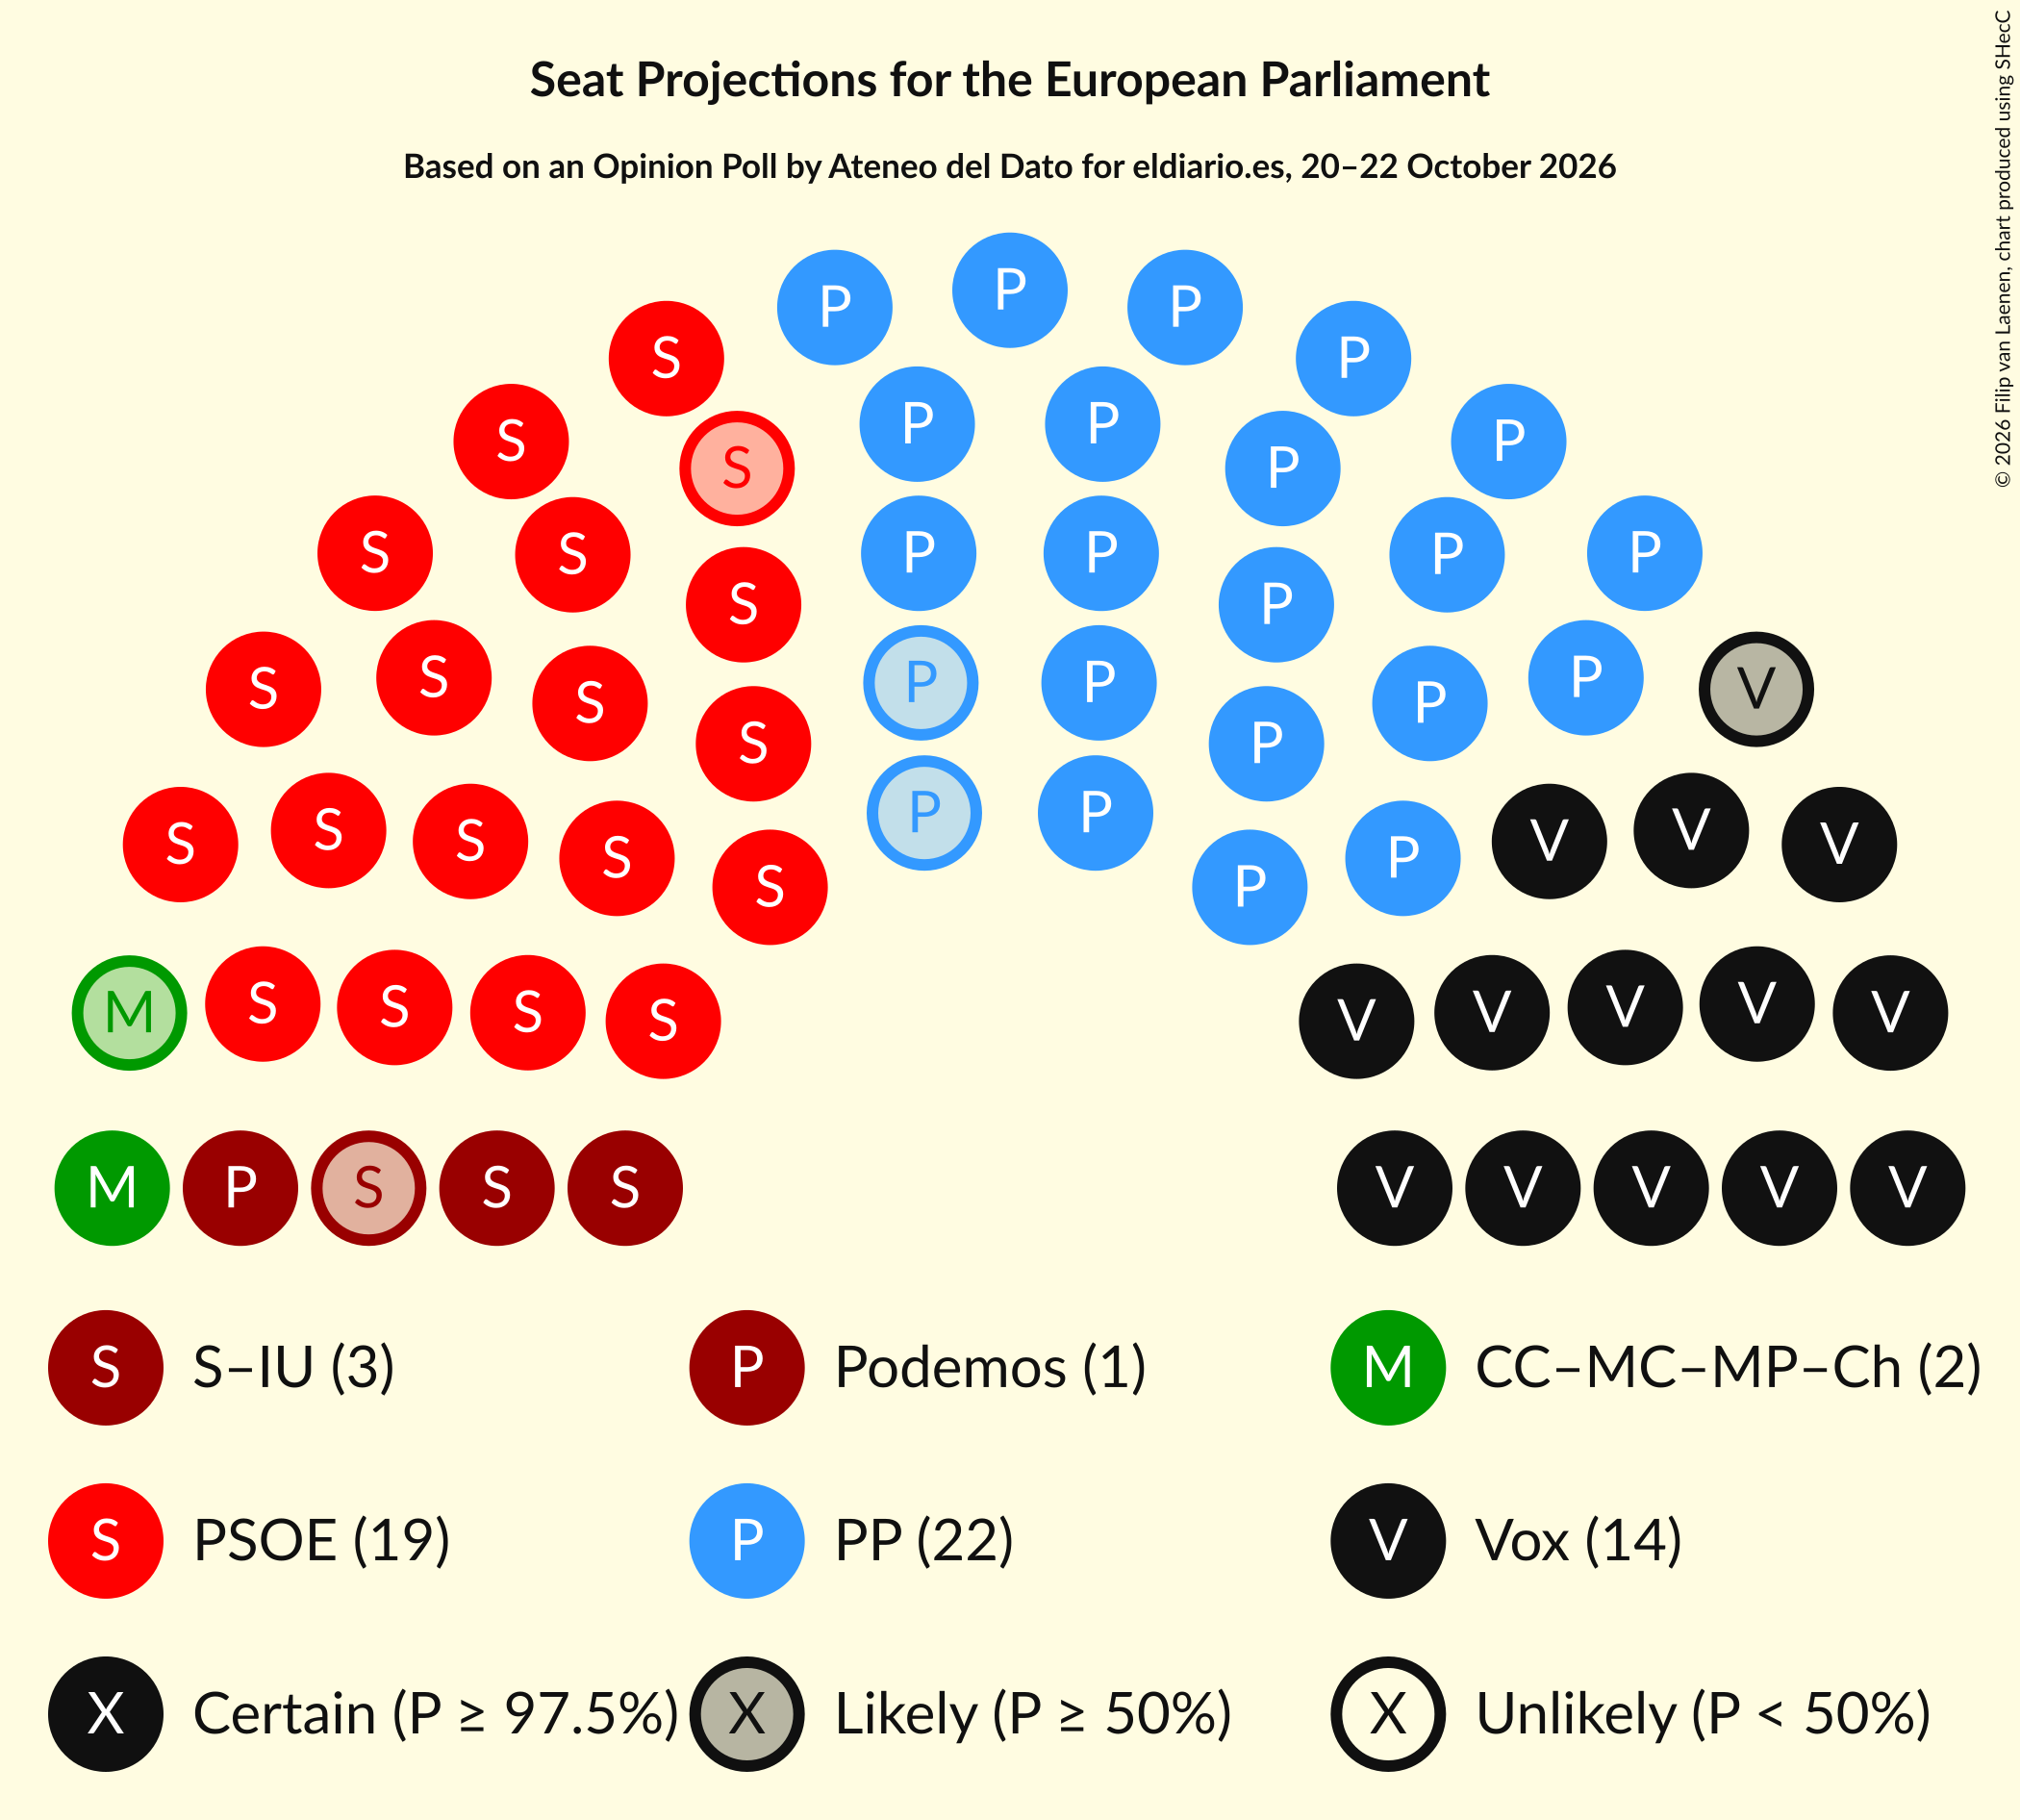 Seat Projections for the European Parliament
Based on an Opinion Poll by Ateneo del Dato for eldiario.es, 20–22 October 2026
© 2026 Filip van Laenen, chart produced using SHecC
P
P P
S P
S P P S P
S P P P
S S P P
S P P
S P P
S S P P
S P P V
S S P P
P P
S S V V
S S P V
S P
M S S S S V V V V V
M P S S S V V V V V
S S–IU (3) P Podemos (1) M CC–MC–MP–Ch (2)
S PSOE (19) P PP (22) V Vox (14)
X Certain (P ≥ 97.5%) X Likely (P ≥ 50%) X Unlikely (P < 50%)